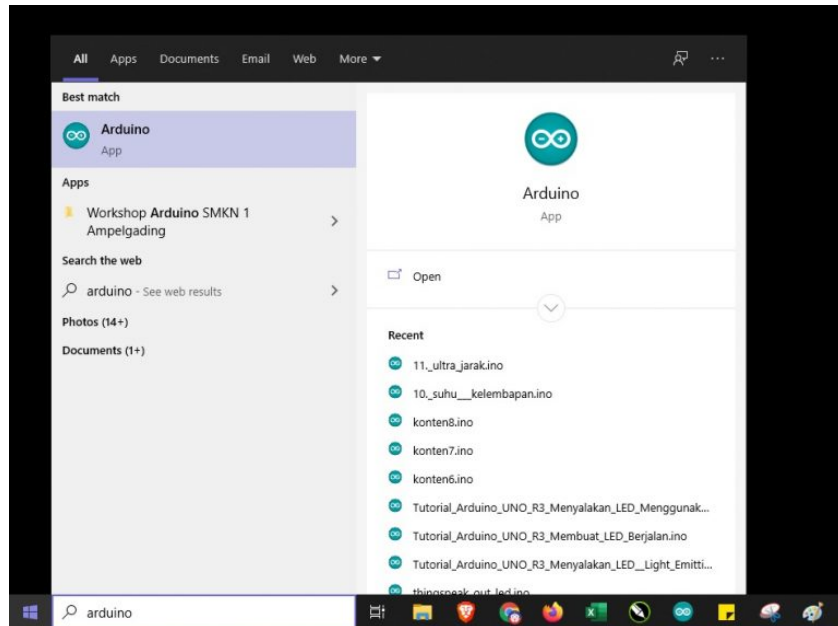 All Apps Documents Email Web More
Best match
Arduino
App
Apps
Workshop Arduino SMKN 1
Ampelgading
Search the web
arduino - See web results
Photos (14+)
Documents (1+)
Arduino
App
Open
Recent
11._ultra_jarak.ino
10._suhu__kelembapan.ino
konten8.ino
konten7.ino
konten6.ino
Tutorial_Arduino_UNO_R3_Menyalakan_LED_Menggunak...
Tutorial_Arduino_UNO_R3_Membuat_LED_Berjalan.ino
Tutorial_Arduino_UNO_R3_Menyalakan_LED__Light_Emitti...
thingspeak_out_led.ino
arduino